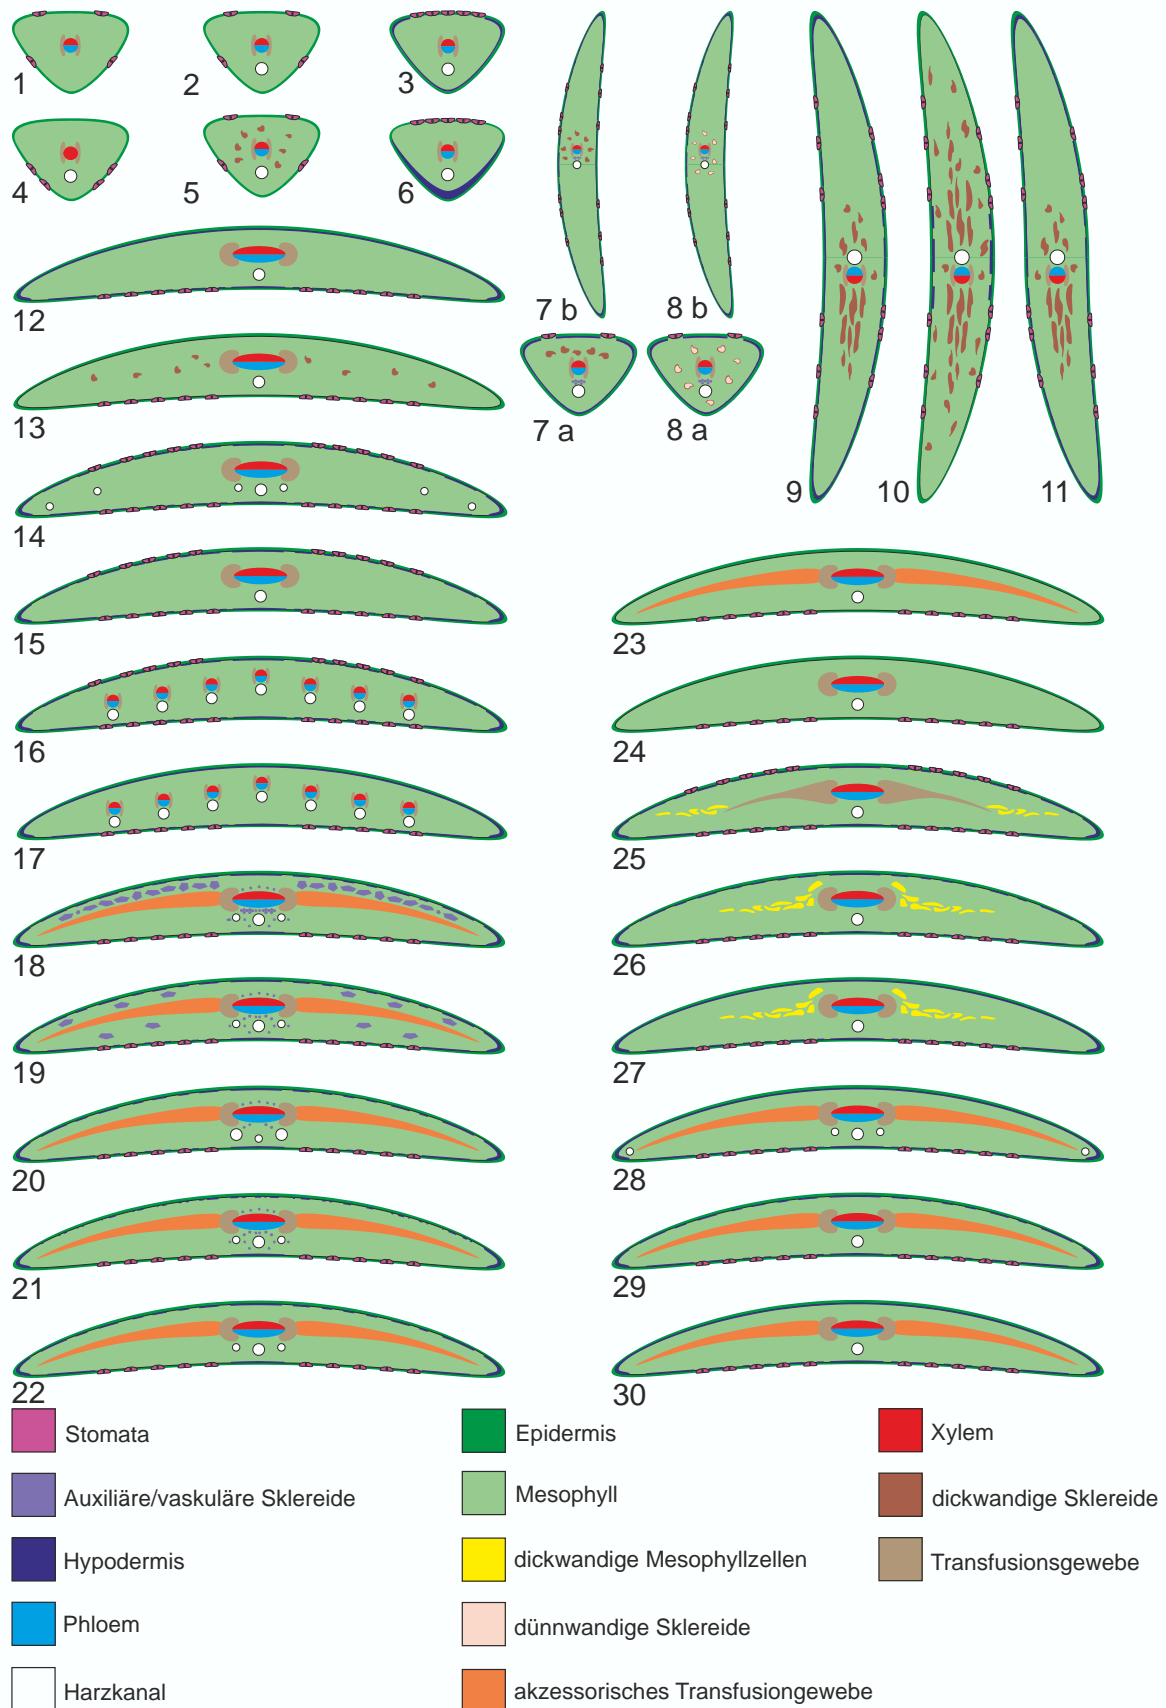 1
2
3
4
5
6
7 b
8 b
7 a
8 a
9
10
11
12
13
14
15
16
17
18
19
20
21
22
23
24
25
26
27
28
29
30
Stomata
Auxiliäre/vaskuläre Sklereide
Hypodermis
Phloem
Harzkanal
Epidermis
Mesophyll
dickwandige Mesophyllzellen
dünnwandige Sklereide
akzessorisches Transfusiongewebe
Xylem
dickwandige Sklereide
Transfusionsgewebe